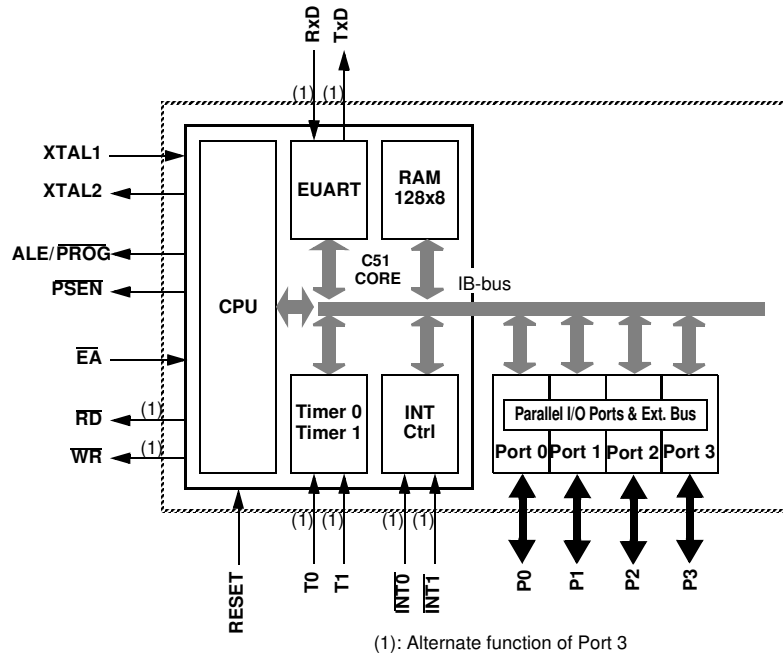 RxD
TxD
(1) (1)
XTAL1
XTAL2
ALE/PROG
PSEN
EA
RD
(1)
WR
(1)
CPU
EUART
RAM
128x8
C51
CORE
IB-bus
Timer 0
Timer 1
INT
Ctrl
Parallel I/O Ports & Ext. Bus
Port 0 Port 1 Port 2 Port 3
(1) (1) (1) (1)
RESET
T0
T1
INT0
INT1
P0
P1
P2
P3
(1): Alternate function of Port 3